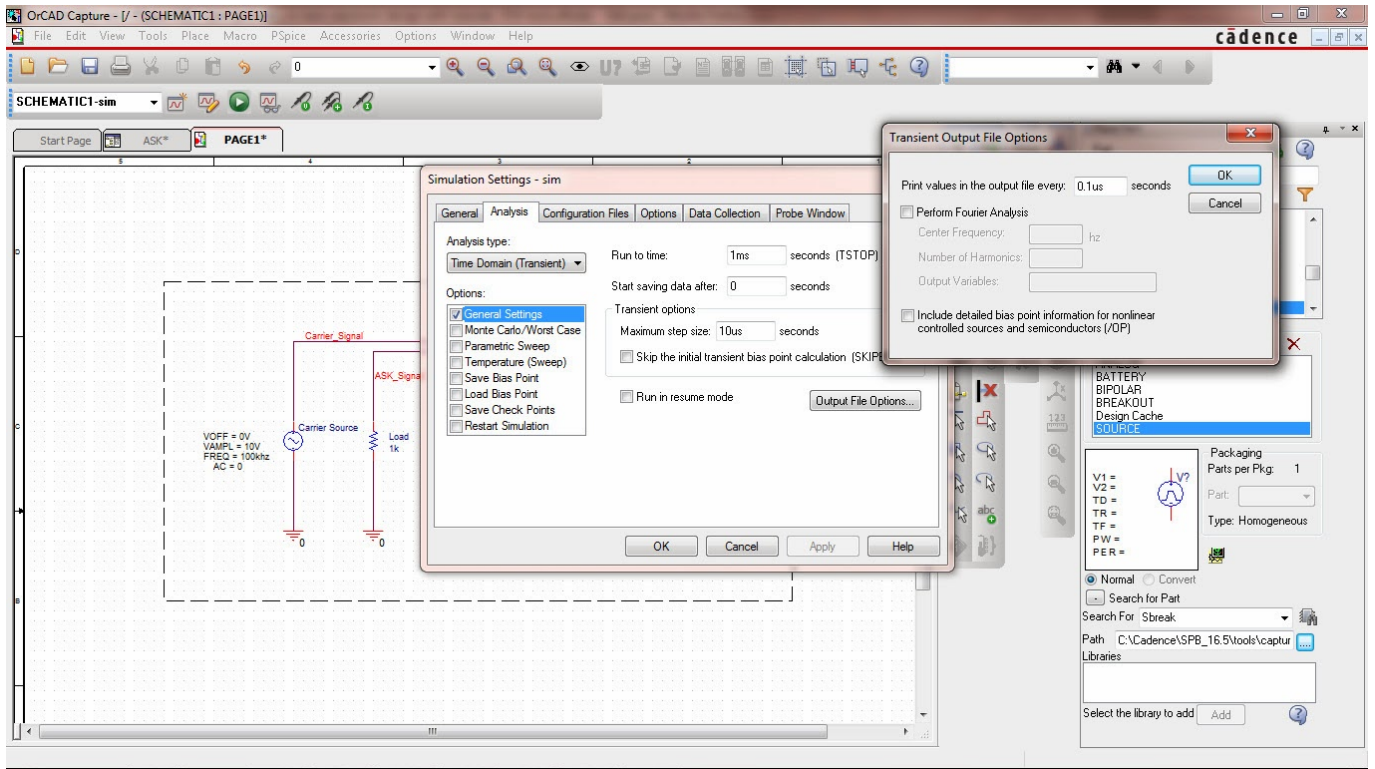 OrCAD Capture - [/ - (SCHEMATIC1 : PAGE1)]
File Edit View Tools Place Macro PSpice Accessories Options Window Help
cādence
0
U?
SCHEMATIC1-sim
Start Page
ASK*
PAGE1*
5 4 3 2 1
Simulation Settings - sim
General Analysis Configuration Files Options Data Collection Probe Window
Analysis type:
Time Domain (Transient)
Options:
General Settings
Monte Carlo/Worst Case
Parametric Sweep
Temperature (Sweep)
Save Bias Point
Load Bias Point
Save Check Points
Restart Simulation
Run to time: 1ms seconds (TSTOP)
Start saving data after: 0 seconds
Transient options
Maximum step size: 10us seconds
Skip the initial transient bias point calculation (SKIPB
Run in resume mode
Output File Options...
OK Cancel Apply Help
Transient Output File Options
Print values in the output file every: 0.1us seconds
OK
Cancel
Perform Fourier Analysis
Center Frequency: hz
Number of Harmonics:
Output Variables:
Include detailed bias point information for nonlinear
controlled sources and semiconductors (/OP)
Carrier_Signal
ASK_Signa
Carrier Source
VOFF = 0V
VAMPL = 10V
FREQ = 100khz
AC = 0
Load
1k
0
0
D
C
B
123
abc
BATTERY
BIPOLAR
BREAKOUT
Design Cache
SOURCE
V1 =
V2 =
TD =
TR =
TF =
PW =
PER =
V?
Packaging
Parts per Pkg: 1
Part:
Type: Homogeneous
Normal Convert
Search for Part
Search For Sbreak
Path C:\Cadence\SPB_16.5\tools\captur
Libraries
Select the library to add Add